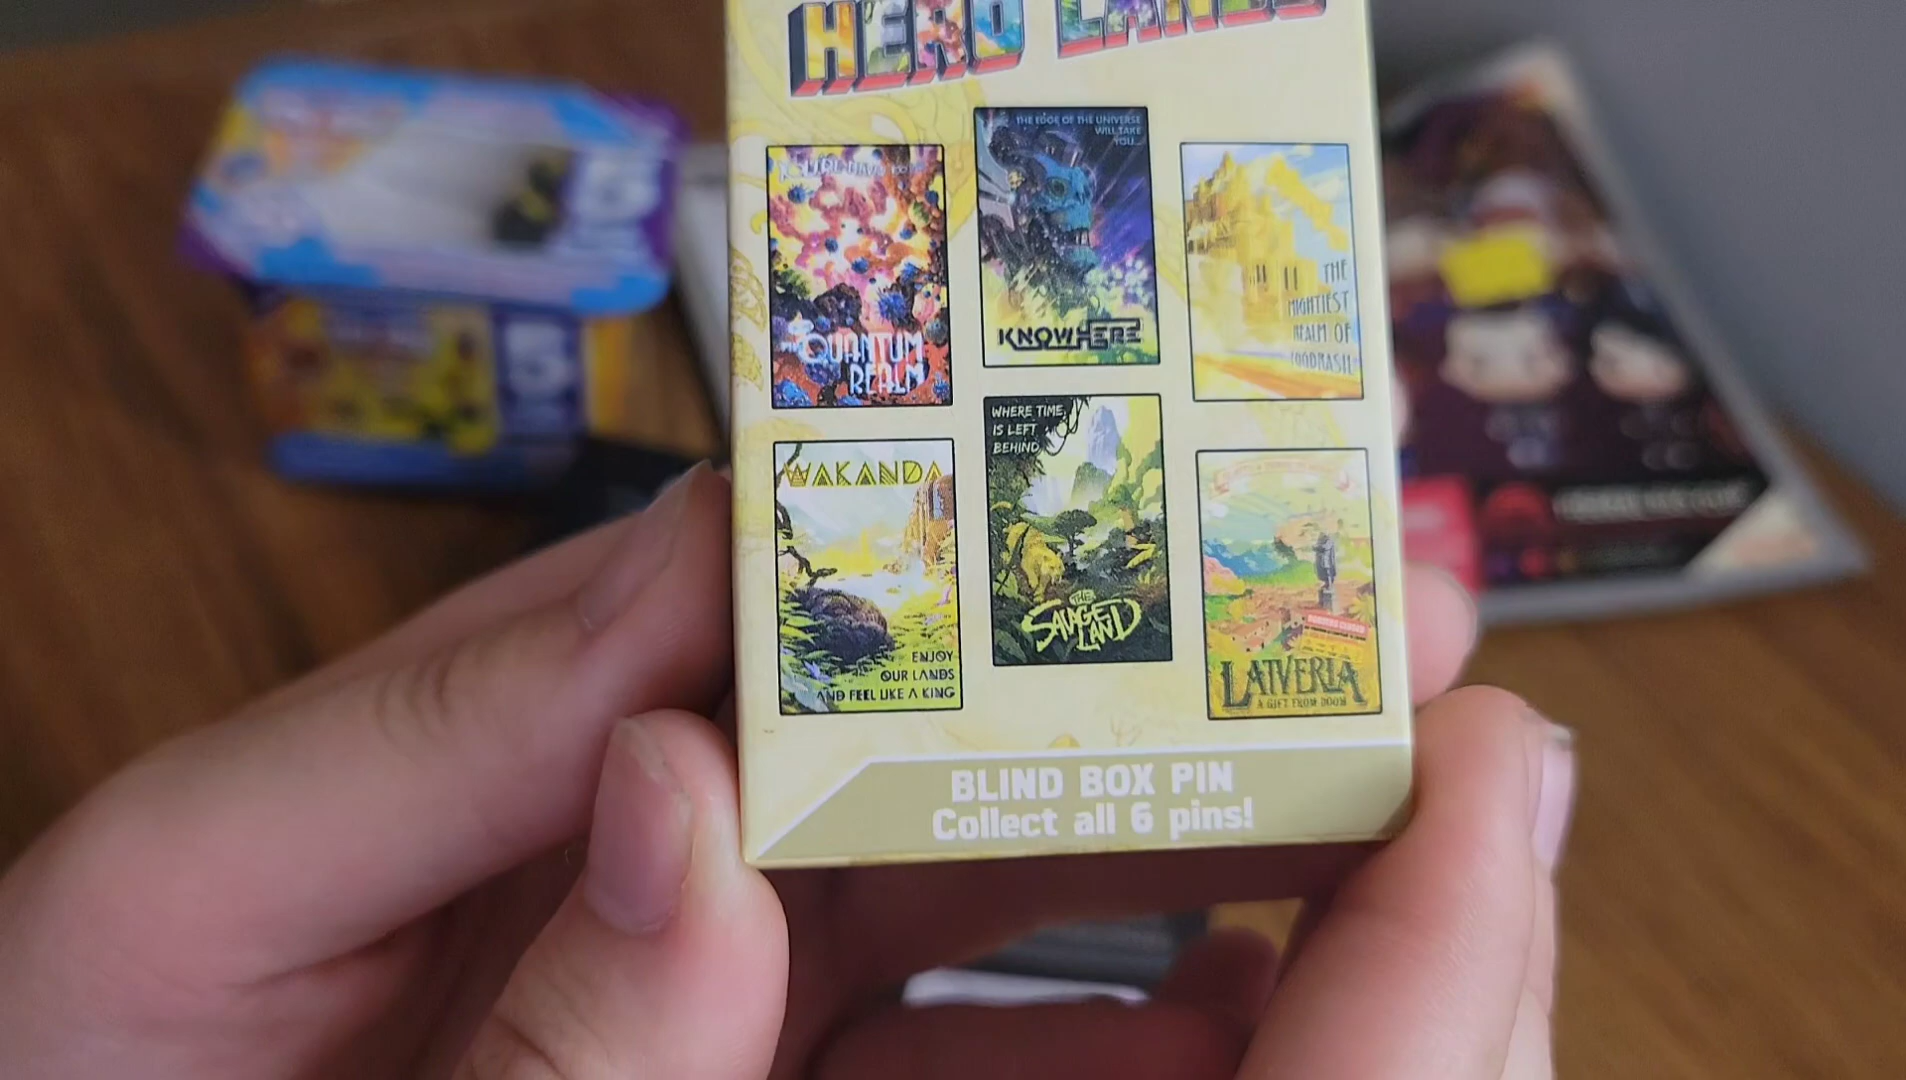 HERO LANDS
THE EDGE OF THE UNIVERSE
WILL TAKE
YOU...
KNOWHERE
QUANTUM
REALM
THE
MIGHTIEST
REALM OF
WAKANDA
ENJOY
OUR LANDS
AND FEEL LIKE A KING
WHERE TIME
IS LEFT
BEHIND
THE
SAVAGE
LAND
LATVERIA
A GIFT FROM DOOM
BLIND BOX PIN
Collect all 6 pins!
5
5